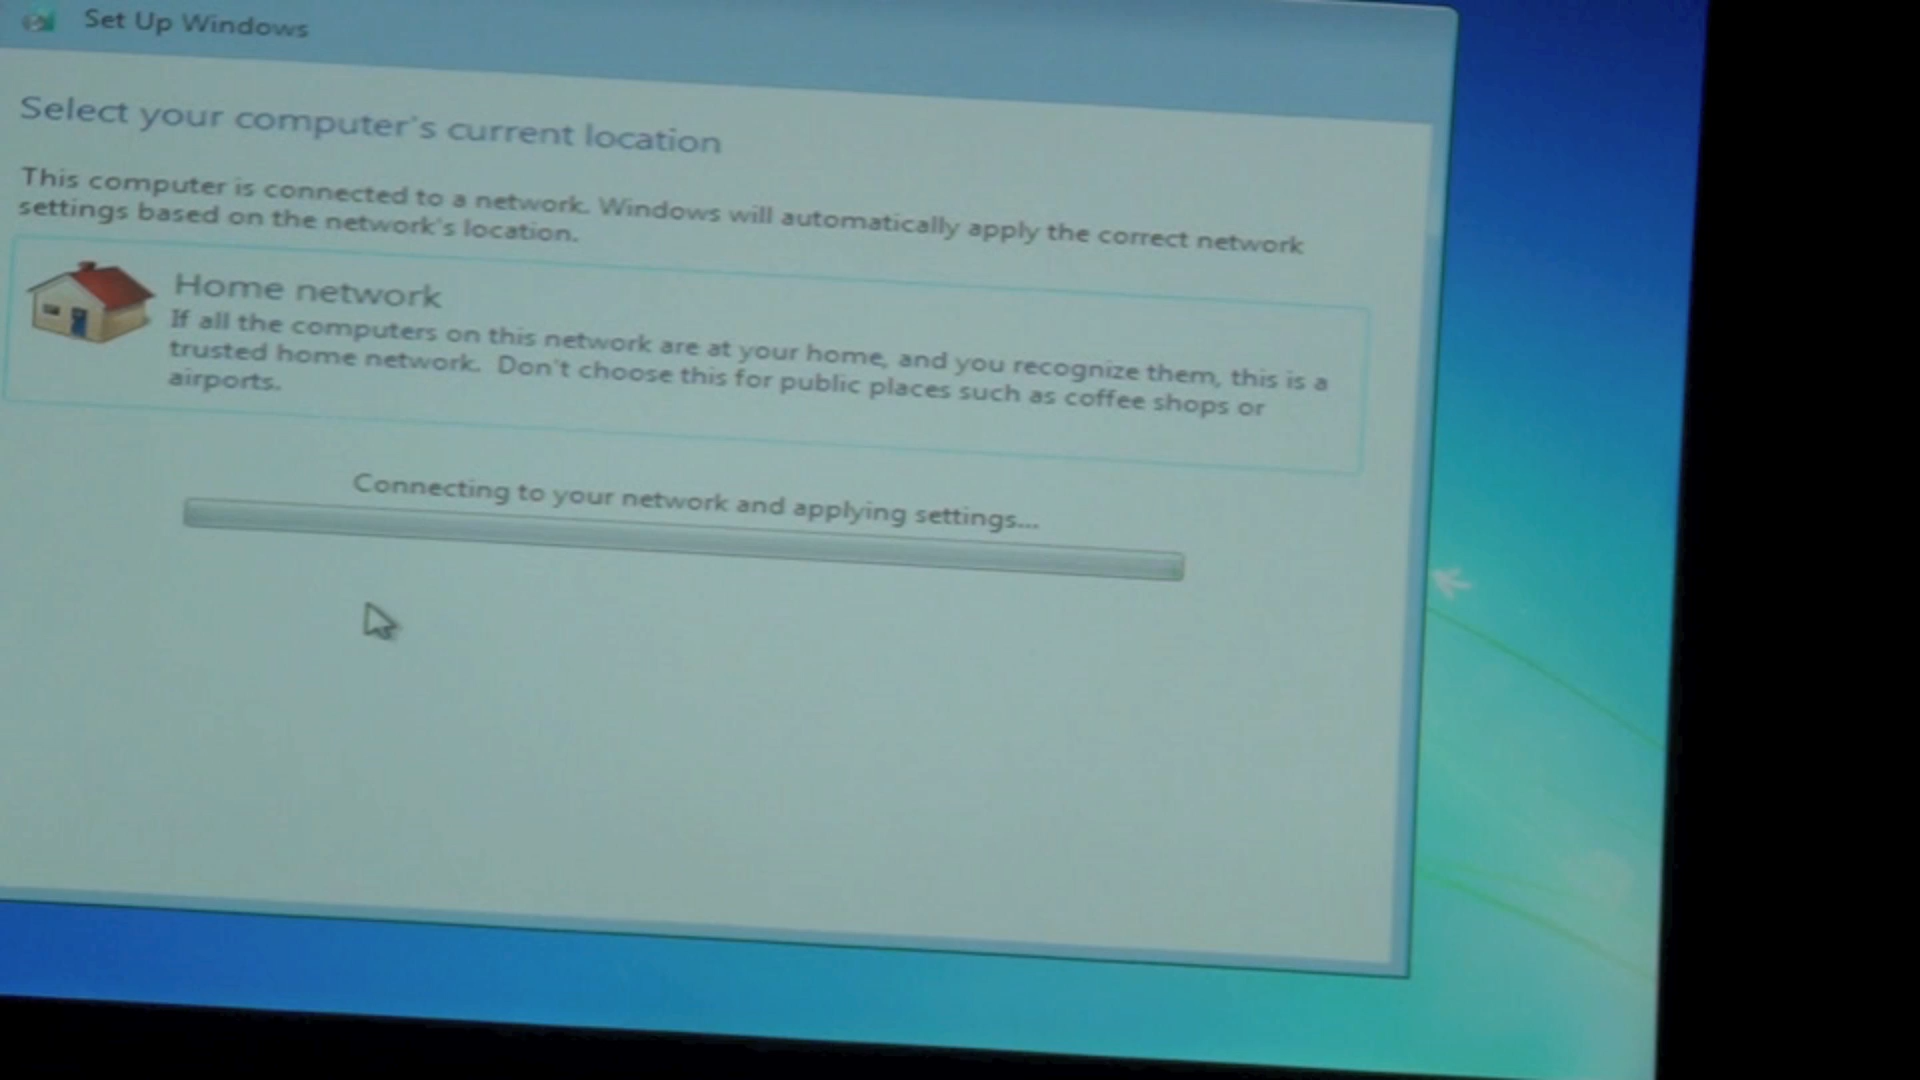 Set Up Windows
Select your computer's current location
This computer is connected to a network. Windows will automatically apply the correct network
settings based on the network's location.
Home network
If all the computers on this network are at your home, and you recognize them, this is a
trusted home network. Don't choose this for public places such as coffee shops or
airports.
Connecting to your network and applying settings...